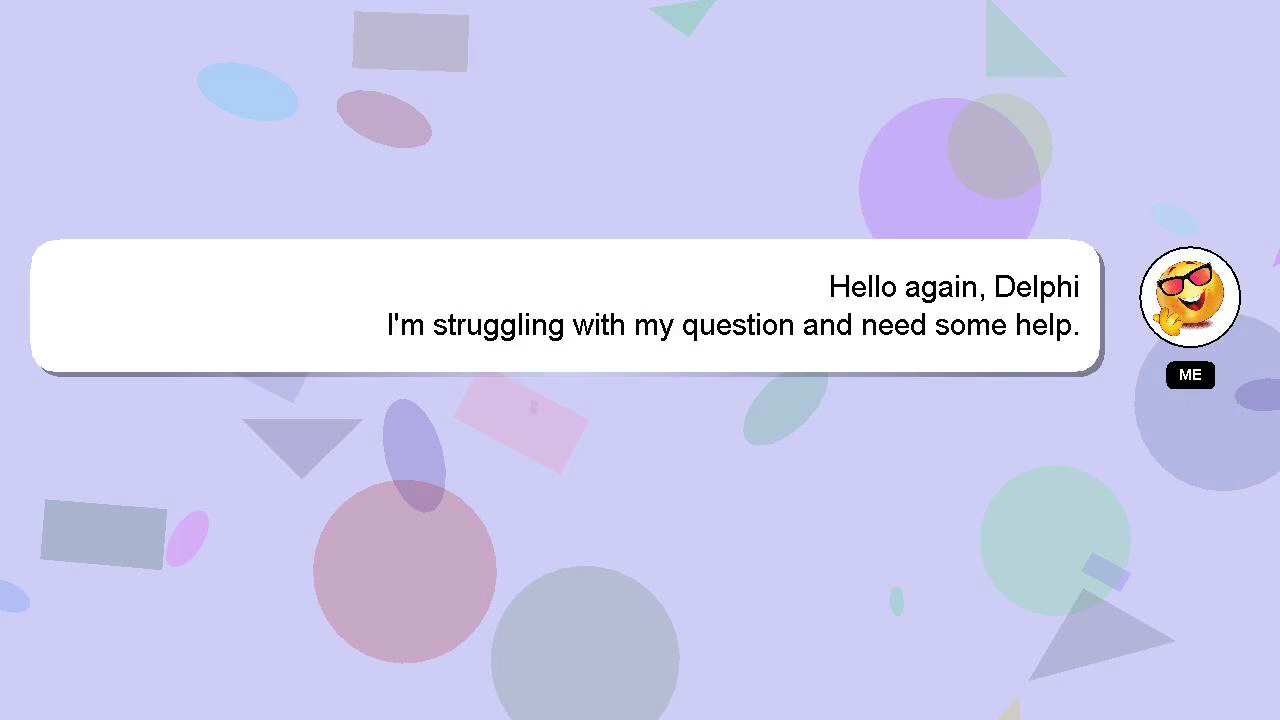 Hello again, Delphi
I'm struggling with my question and need some help.
ME